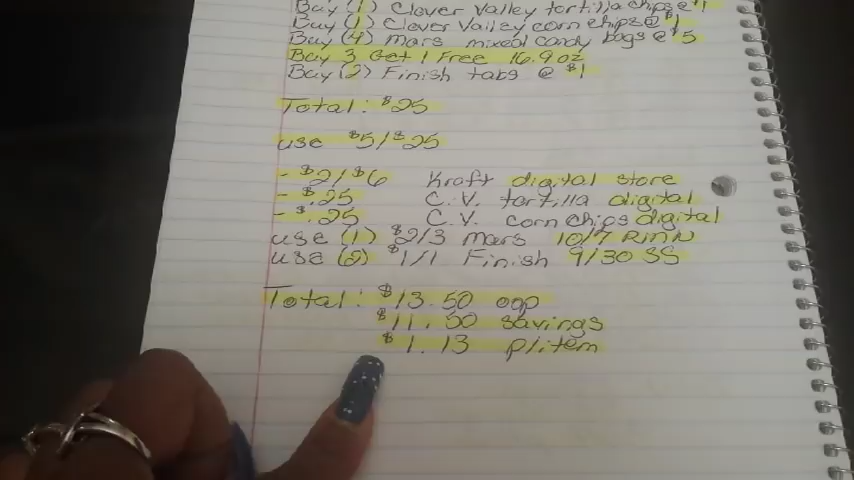 Buy (1) Clover Valley tortilla chips @ $1
Buy (1) Clover Valley corn chips @ $1
Buy (4) Mars mixed candy bags @ $5
Buy 3 Get 1 Free 16.9oz
Buy (2) Finish tabs @ $1
Total: $25
use $5/$25
- $2/$6 Kraft digital store
- $.25 C.V. tortilla digital
- $.25 C.V. corn chips digital
use (1) $2/3 Mars 10/7 RMN
use (2) $1/1 Finish 9/30 SS
Total: $13.50 oop
$11.50 savings
$1.13 p/item